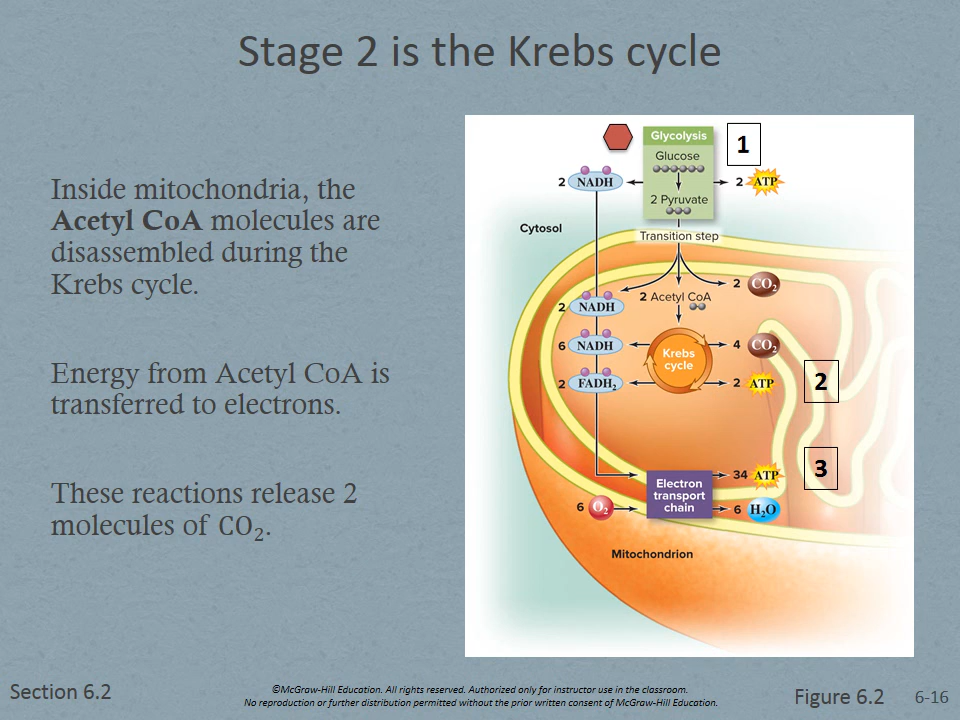 Stage 2 is the Krebs cycle
Inside mitochondria, the
Acetyl CoA molecules are
disassembled during the
Krebs cycle.
Energy from Acetyl CoA is
transferred to electrons.
These reactions release 2
molecules of CO₂.
Glycolysis
1
Glucose
2 NADH
2 ATP
2 Pyruvate
Cytosol
Transition step
2 CO₂
2 Acetyl CoA
2 NADH
6 NADH
Krebs
cycle
4 CO₂
2 FADH₂
2 ATP
2
3
34 ATP
Electron
transport
chain
6 O₂
6 H₂O
Mitochondrion
Section 6.2
©McGraw-Hill Education. All rights reserved. Authorized only for instructor use in the classroom.
No reproduction or further distribution permitted without the prior written consent of McGraw-Hill Education.
Figure 6.2
6-16